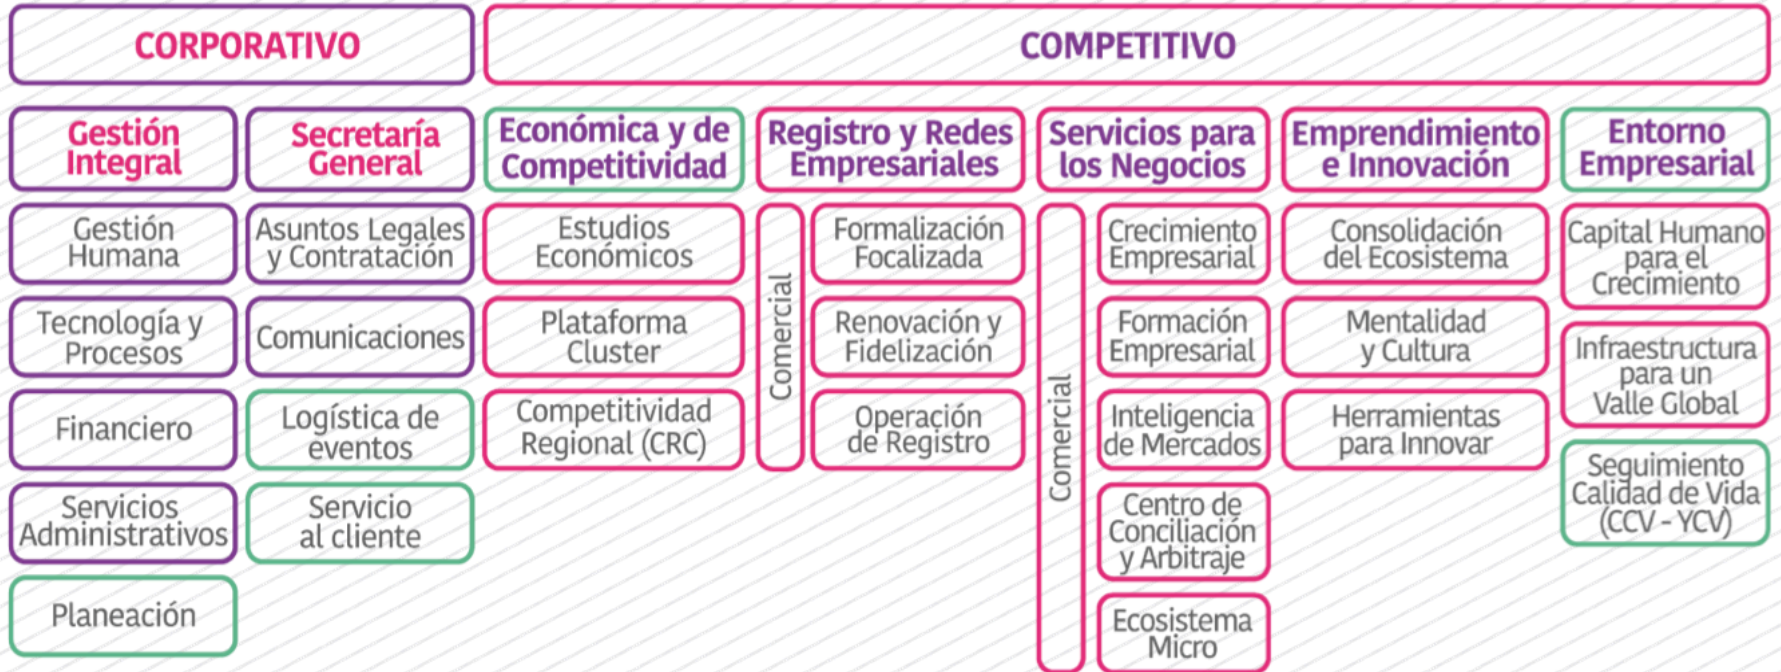 CORPORATIVO
COMPETITIVO
Gestión
Integral
Secretaría
General
Económica y de
Competitividad
Registro y Redes
Empresariales
Servicios para
los Negocios
Emprendimiento
e Innovación
Entorno
Empresarial
Gestión
Humana
Tecnología y
Procesos
Financiero
Servicios
Administrativos
Planeación
Asuntos Legales
y Contratación
Comunicaciones
Logística de
eventos
Servicio
al cliente
Estudios
Económicos
Plataforma
Cluster
Competitividad
Regional (CRC)
Comercial
Formalización
Focalizada
Renovación y
Fidelización
Operación
de Registro
Comercial
Crecimiento
Empresarial
Formación
Empresarial
Inteligencia
de Mercados
Centro de
Conciliación
y Arbitraje
Ecosistema
Micro
Consolidación
del Ecosistema
Mentalidad
y Cultura
Herramientas
para Innovar
Capital Humano
para el
Crecimiento
Infraestructura
para un
Valle Global
Seguimiento
Calidad de Vida
(CCV - YCV)